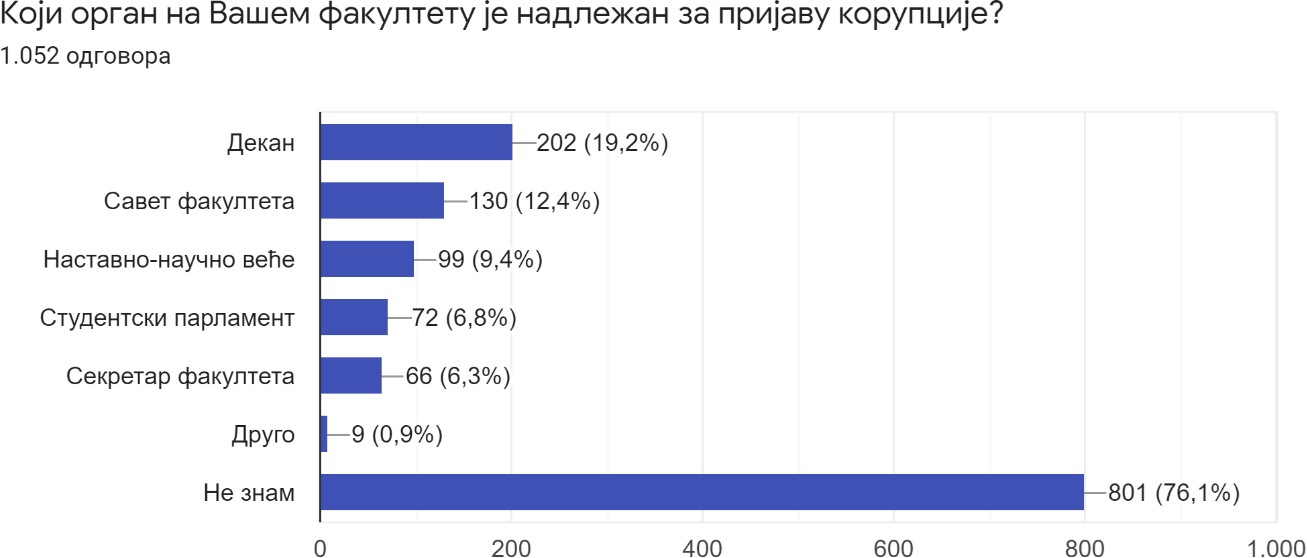 Који орган на Вашем факултету је надлежан за пријаву корупције?
1.052 одговора
Декан 202 (19,2%)
Савет факултета 130 (12,4%)
Наставно-научно веће 99 (9,4%)
Студентски парламент 72 (6,8%)
Секретар факултета 66 (6,3%)
Друго 9 (0,9%)
Не знам 801 (76,1%)
0 200 400 600 800 1.000